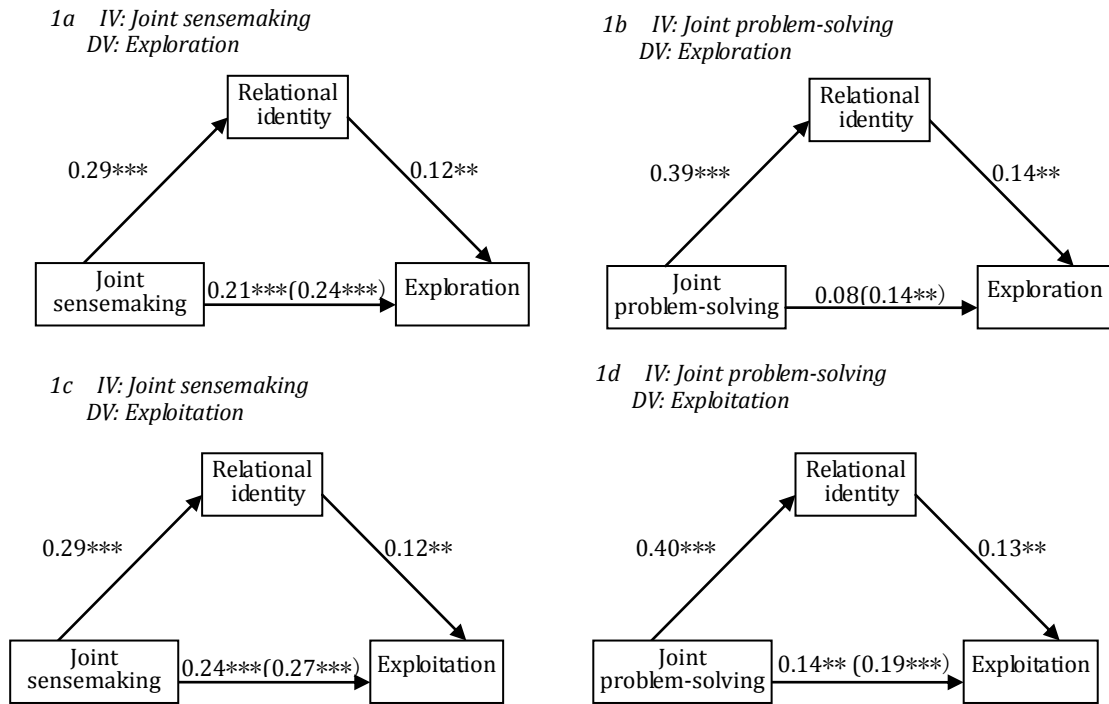 1a IV: Joint sensemaking
DV: Exploration
Relational
identity
0.29***
0.12**
Joint
sensemaking
0.21***(0.24***)
Exploration
1b IV: Joint problem-solving
DV: Exploration
Relational
identity
0.39***
0.14**
Joint
problem-solving
0.08(0.14**)
Exploration
1c IV: Joint sensemaking
DV: Exploitation
Relational
identity
0.29***
0.12**
Joint
sensemaking
0.24***(0.27***)
Exploitation
1d IV: Joint problem-solving
DV: Exploitation
Relational
identity
0.40***
0.13**
Joint
problem-solving
0.14** (0.19***)
Exploitation